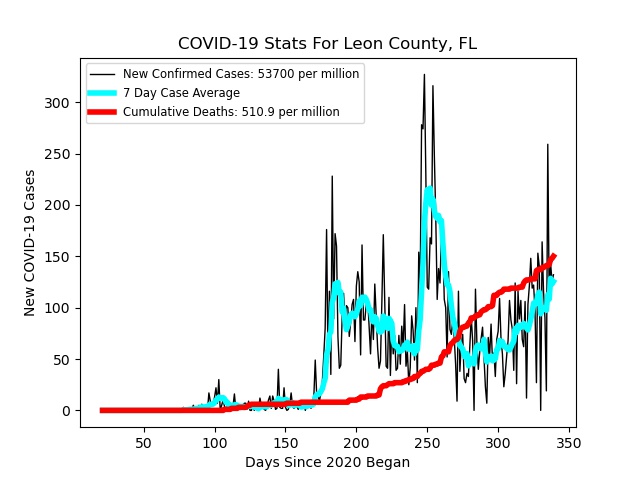 COVID-19 Stats For Leon County, FL
New Confirmed Cases: 53700 per million
7 Day Case Average
Cumulative Deaths: 510.9 per million
New COVID-19 Cases
300
250
200
150
100
50
0
50 100 150 200 250 300 350
Days Since 2020 Began